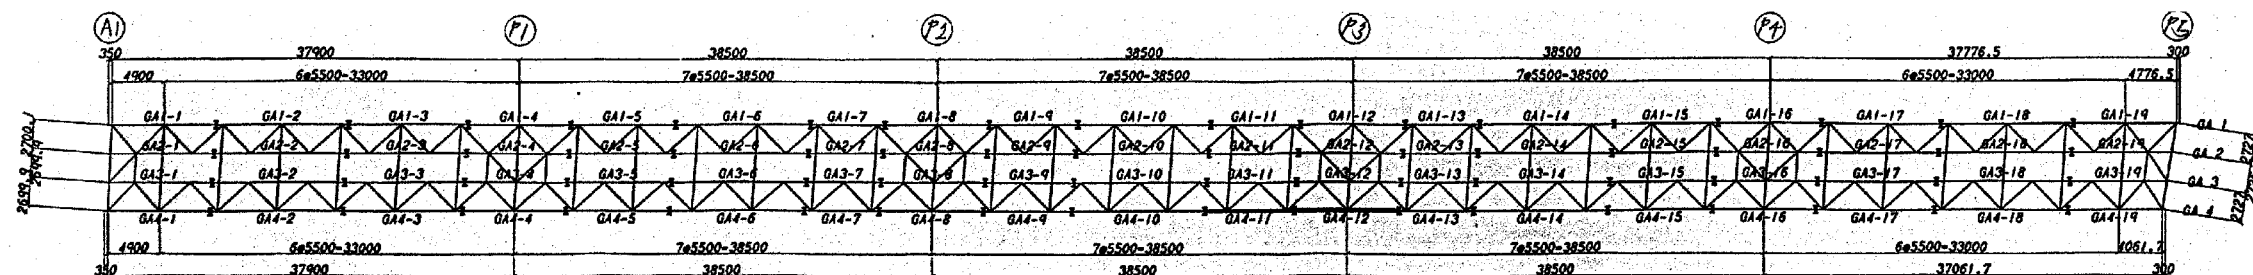 A1 P1 P2 P3 P4 P5
350 37900 38500 38500 38500 37776.5 300
4900 6@5500-33000 7@5500-38500 7@5500-38500 7@5500-38500 6@5500-33000 4776.5
GA1-1 GA1-2 GA1-3 GA1-4 GA1-5 GA1-6 GA1-7 GA1-8 GA1-9 GA1-10 GA1-11 GA1-12 GA1-13 GA1-14 GA1-15 GA1-16 GA1-17 GA1-18 GA1-19 GA 1
GA2-1 GA2-2 GA2-3 GA2-4 GA2-5 GA2-6 GA2-7 GA2-8 GA2-9 GA2-10 GA2-11 GA2-12 GA2-13 GA2-14 GA2-15 GA2-16 GA2-17 GA2-18 GA2-19 GA 2
GA3-1 GA3-2 GA3-3 GA3-4 GA3-5 GA3-6 GA3-7 GA3-8 GA3-9 GA3-10 GA3-11 GA3-12 GA3-13 GA3-14 GA3-15 GA3-16 GA3-17 GA3-18 GA3-19 GA 3
GA4-1 GA4-2 GA4-3 GA4-4 GA4-5 GA4-6 GA4-7 GA4-8 GA4-9 GA4-10 GA4-11 GA4-12 GA4-13 GA4-14 GA4-15 GA4-16 GA4-17 GA4-18 GA4-19 GA 4
2700.1
2699.9
4900 6@5500-33000 7@5500-38500 7@5500-38500 7@5500-38500 6@5500-33000 4061.7
350 37900 38500 38500 38500 37061.7 300